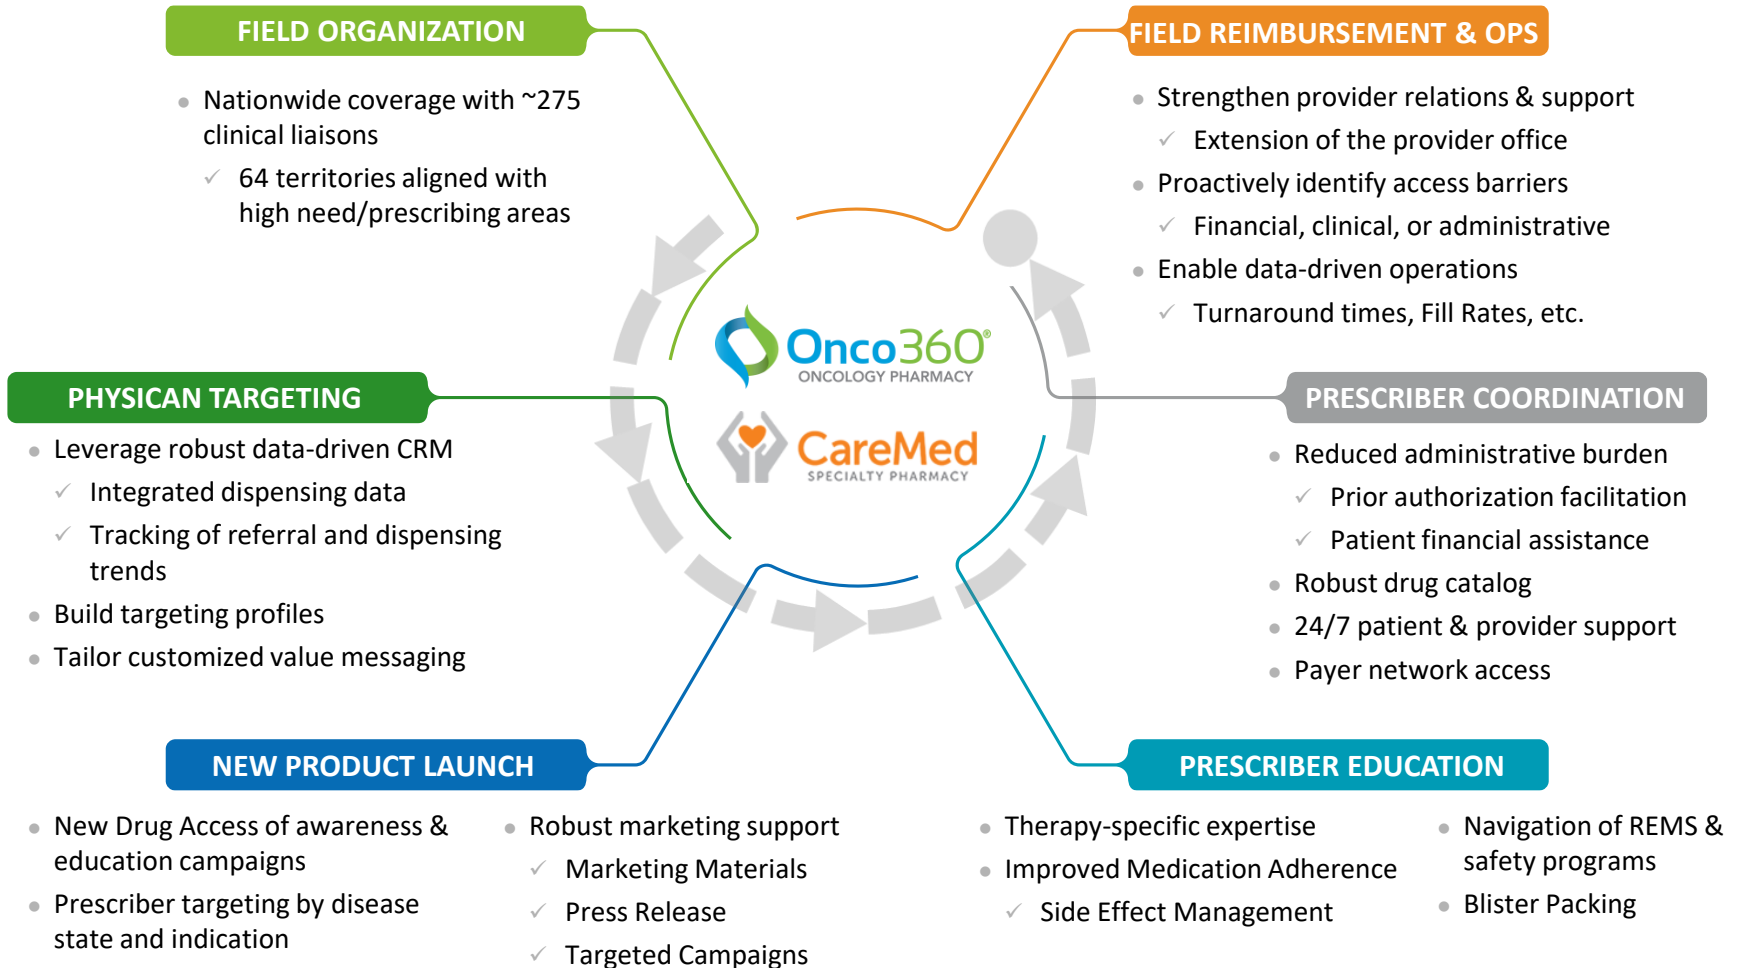 FIELD ORGANIZATION
Nationwide coverage with ~275
clinical liaisons
64 territories aligned with
high need/prescribing areas
FIELD REIMBURSEMENT & OPS
Strengthen provider relations & support
Extension of the provider office
Proactively identify access barriers
Financial, clinical, or administrative
Enable data-driven operations
Turnaround times, Fill Rates, etc.
Onco360®
ONCOLOGY PHARMACY
CareMed
SPECIALTY PHARMACY
PHYSICAN TARGETING
Leverage robust data-driven CRM
Integrated dispensing data
Tracking of referral and dispensing
trends
Build targeting profiles
Tailor customized value messaging
PRESCRIBER COORDINATION
Reduced administrative burden
Prior authorization facilitation
Patient financial assistance
Robust drug catalog
24/7 patient & provider support
Payer network access
NEW PRODUCT LAUNCH
New Drug Access of awareness &
education campaigns
Prescriber targeting by disease
state and indication
Robust marketing support
Marketing Materials
Press Release
Targeted Campaigns
PRESCRIBER EDUCATION
Therapy-specific expertise
Improved Medication Adherence
Side Effect Management
Navigation of REMS &
safety programs
Blister Packing